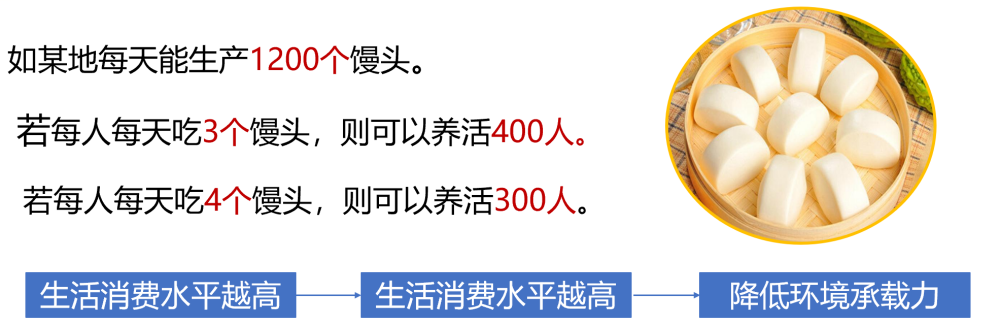 如某地每天能生产1200个馒头。
若每人每天吃3个馒头，则可以养活400人。
若每人每天吃4个馒头，则可以养活300人。
生活消费水平越高
生活消费水平越高
降低环境承载力